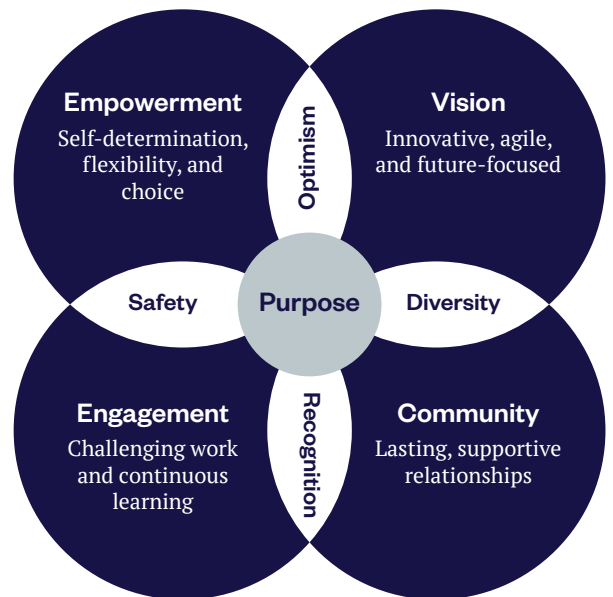 Empowerment
Self-determination,
flexibility, and
choice
Optimism
Vision
Innovative, agile,
and future-focused
Safety
Purpose
Diversity
Engagement
Challenging work
and continuous
learning
Recognition
Community
Lasting, supportive
relationships